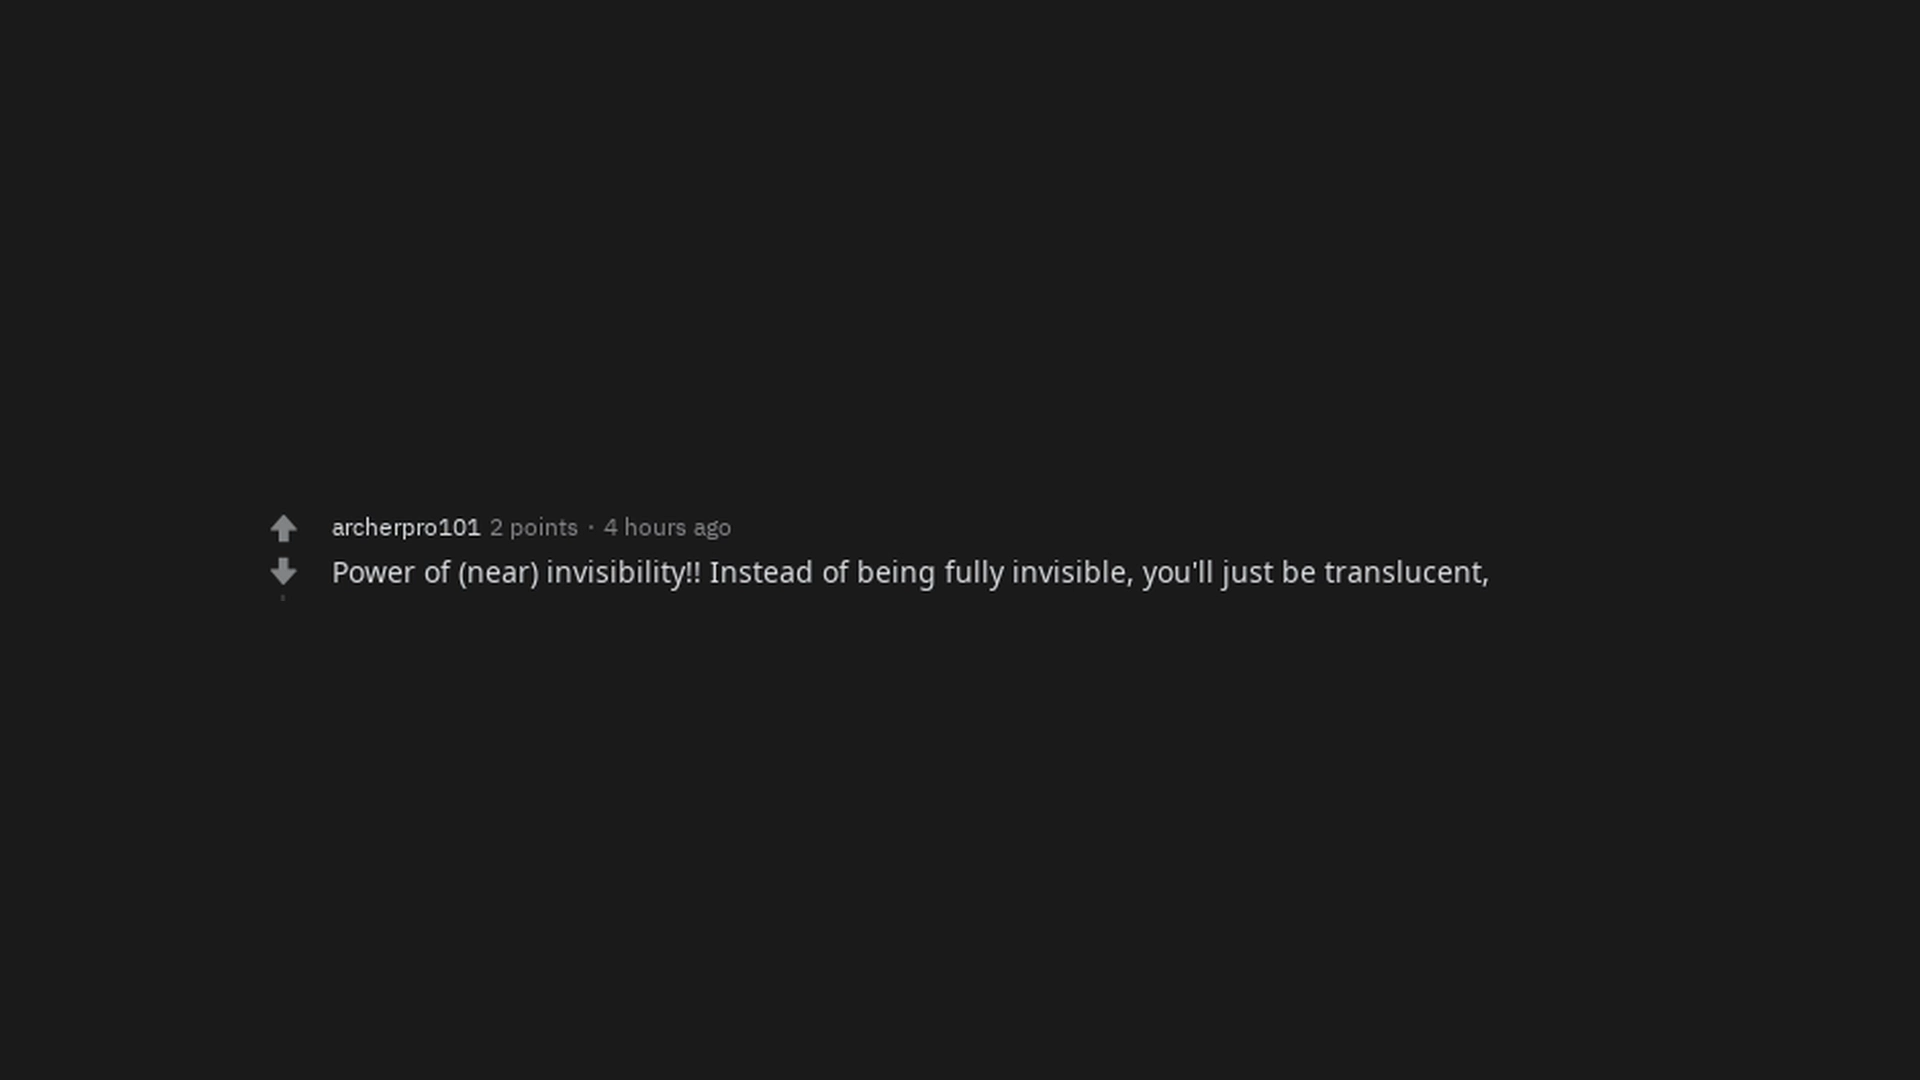 archerpro101 2 points · 4 hours ago
Power of (near) invisibility!! Instead of being fully invisible, you'll just be translucent,